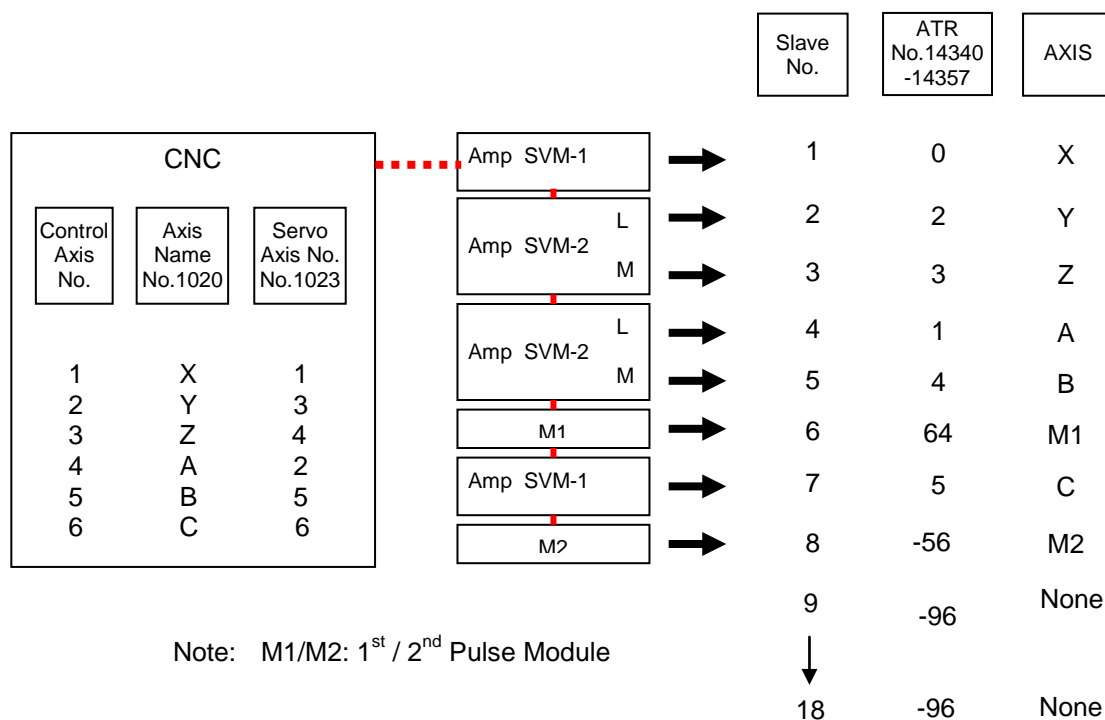 Slave
No.
ATR
No.14340
-14357
AXIS
CNC
Control
Axis
No.
Axis
Name
No.1020
Servo
Axis No.
No.1023
1 X 1
2 Y 3
3 Z 4
4 A 2
5 B 5
6 C 6
Amp SVM-1
Amp SVM-2
L
M
Amp SVM-2
L
M
M1
Amp SVM-1
M2
1 0 X
2 2 Y
3 3 Z
4 1 A
5 4 B
6 64 M1
7 5 C
8 -56 M2
9 -96 None
18 -96 None
Note: M1/M2: 1st / 2nd Pulse Module